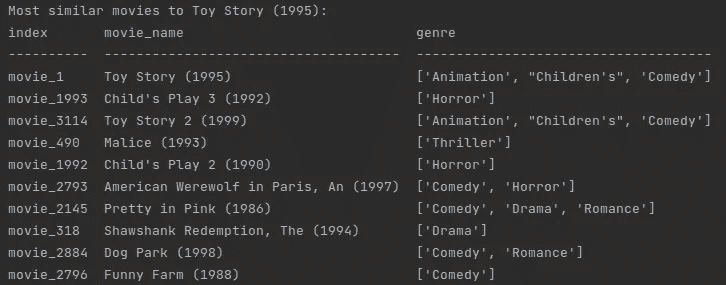 Most similar movies to Toy Story (1995):
index movie_name genre
---------- ------------------------------------- -------------------------------------
movie_1 Toy Story (1995) ['Animation', "Children's", 'Comedy']
movie_1993 Child's Play 3 (1992) ['Horror']
movie_3114 Toy Story 2 (1999) ['Animation', "Children's", 'Comedy']
movie_490 Malice (1993) ['Thriller']
movie_1992 Child's Play 2 (1990) ['Horror']
movie_2793 American Werewolf in Paris, An (1997) ['Comedy', 'Horror']
movie_2145 Pretty in Pink (1986) ['Comedy', 'Drama', 'Romance']
movie_318 Shawshank Redemption, The (1994) ['Drama']
movie_2884 Dog Park (1998) ['Comedy', 'Romance']
movie_2796 Funny Farm (1988) ['Comedy']